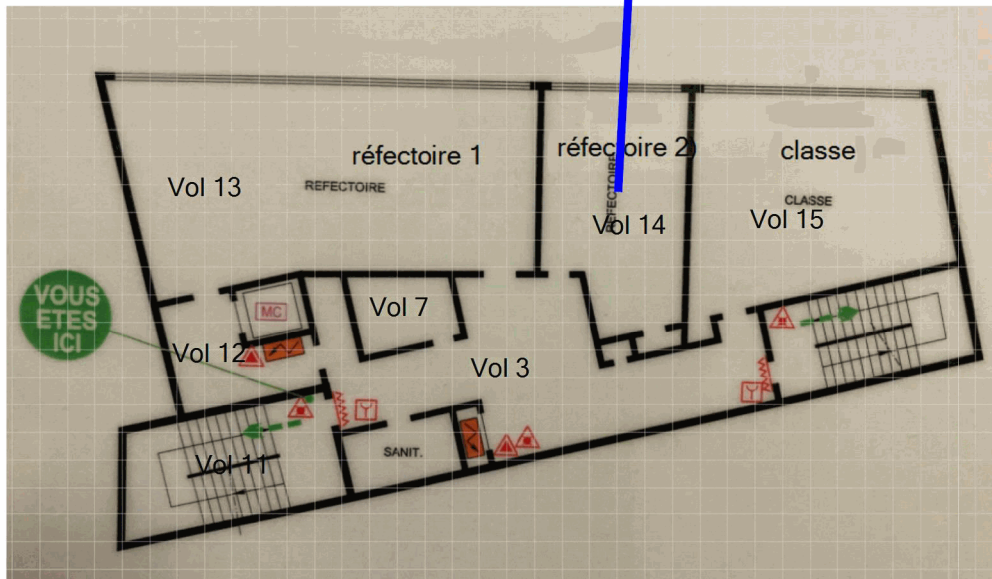 réfectoire 1
réfectoire 2)
classe
Vol 13
REFECTOIRE
REFECTOIRE
CLASSE
Vol 14
Vol 15
VOUS
ETES
ICI
MC
Vol 7
Vol 12
Vol 3
SANIT.
Vol 11